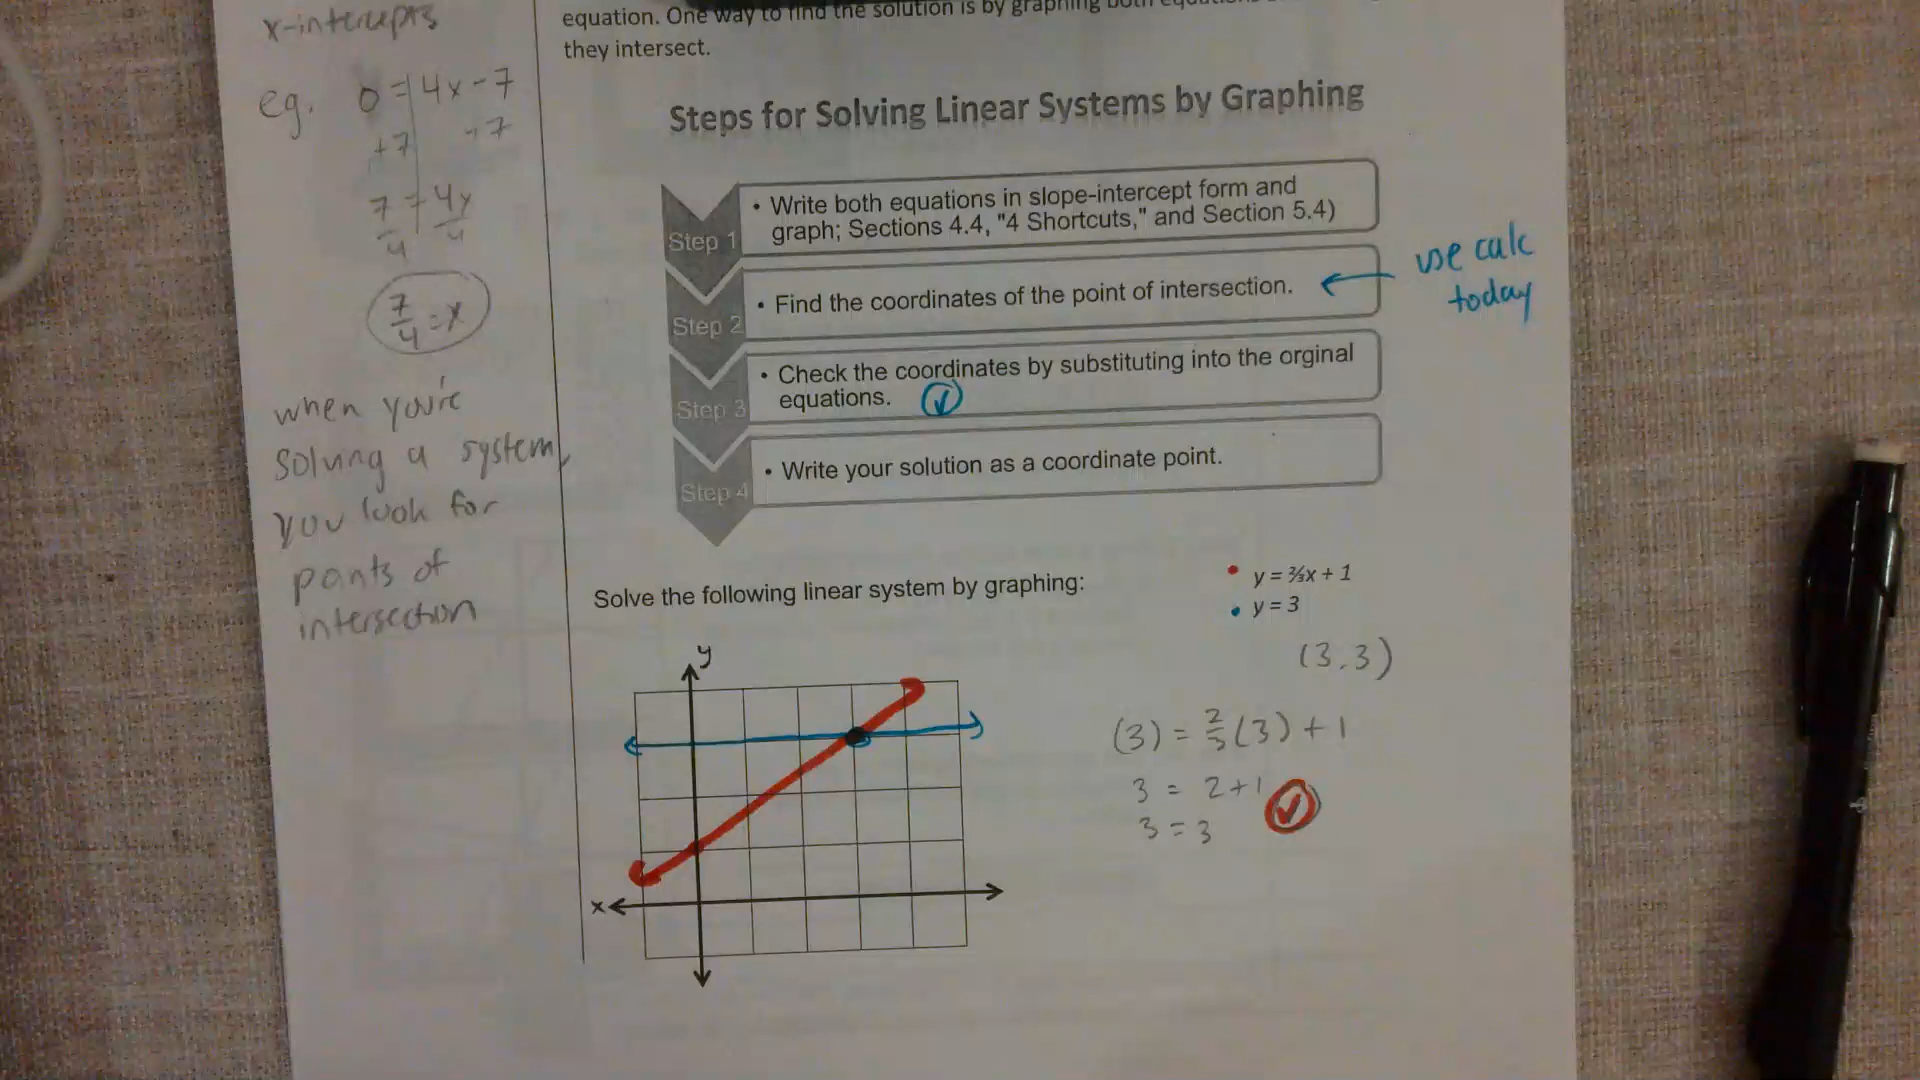 x-intercepts
eg. 0 = 4x - 7
+7 +7
7 = 4x
4 4
7/4 = x
when you're
solving a system,
you look for
points of
intersection
equation. One way to find the solution is by graphing both
they intersect.
Steps for Solving Linear Systems by Graphing
Step 1
• Write both equations in slope-intercept form and
graph; Sections 4.4, "4 Shortcuts," and Section 5.4)
Step 2
• Find the coordinates of the point of intersection.
use calc
today
Step 3
• Check the coordinates by substituting into the orginal
equations. ✓
Step 4
• Write your solution as a coordinate point.
Solve the following linear system by graphing:
• y = ⅔x + 1
• y = 3
(3,3)
y
x
(3) = 2/3(3) + 1
3 = 2+1
3 = 3 ✓